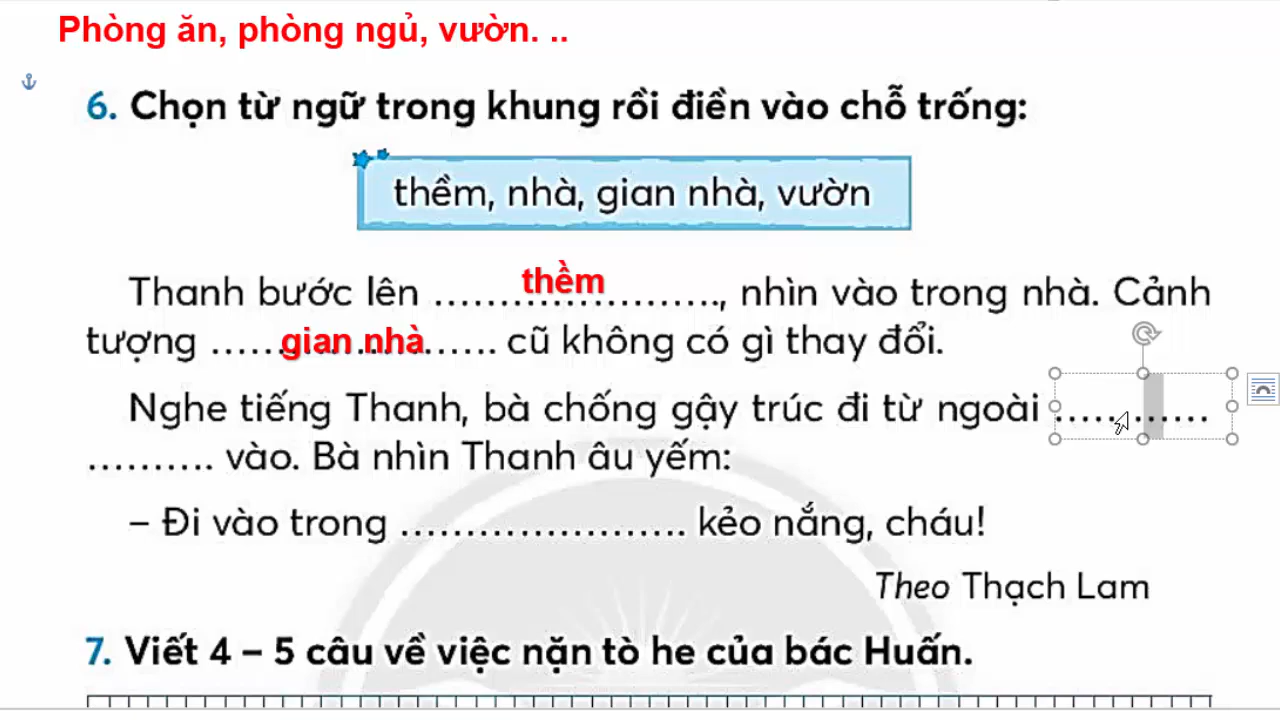 Phòng ăn, phòng ngủ, vườn. ..
6. Chọn từ ngữ trong khung rồi điền vào chỗ trống:
thềm, nhà, gian nhà, vườn
Thanh bước lên ......thềm......, nhìn vào trong nhà. Cảnh
tượng ......gian nhà...... cũ không có gì thay đổi.
Nghe tiếng Thanh, bà chống gậy trúc đi từ ngoài ............
.......... vào. Bà nhìn Thanh âu yếm:
– Đi vào trong ...................... kẻo nắng, cháu!
Theo Thạch Lam
7. Viết 4 – 5 câu về việc nặn tò he của bác Huấn.